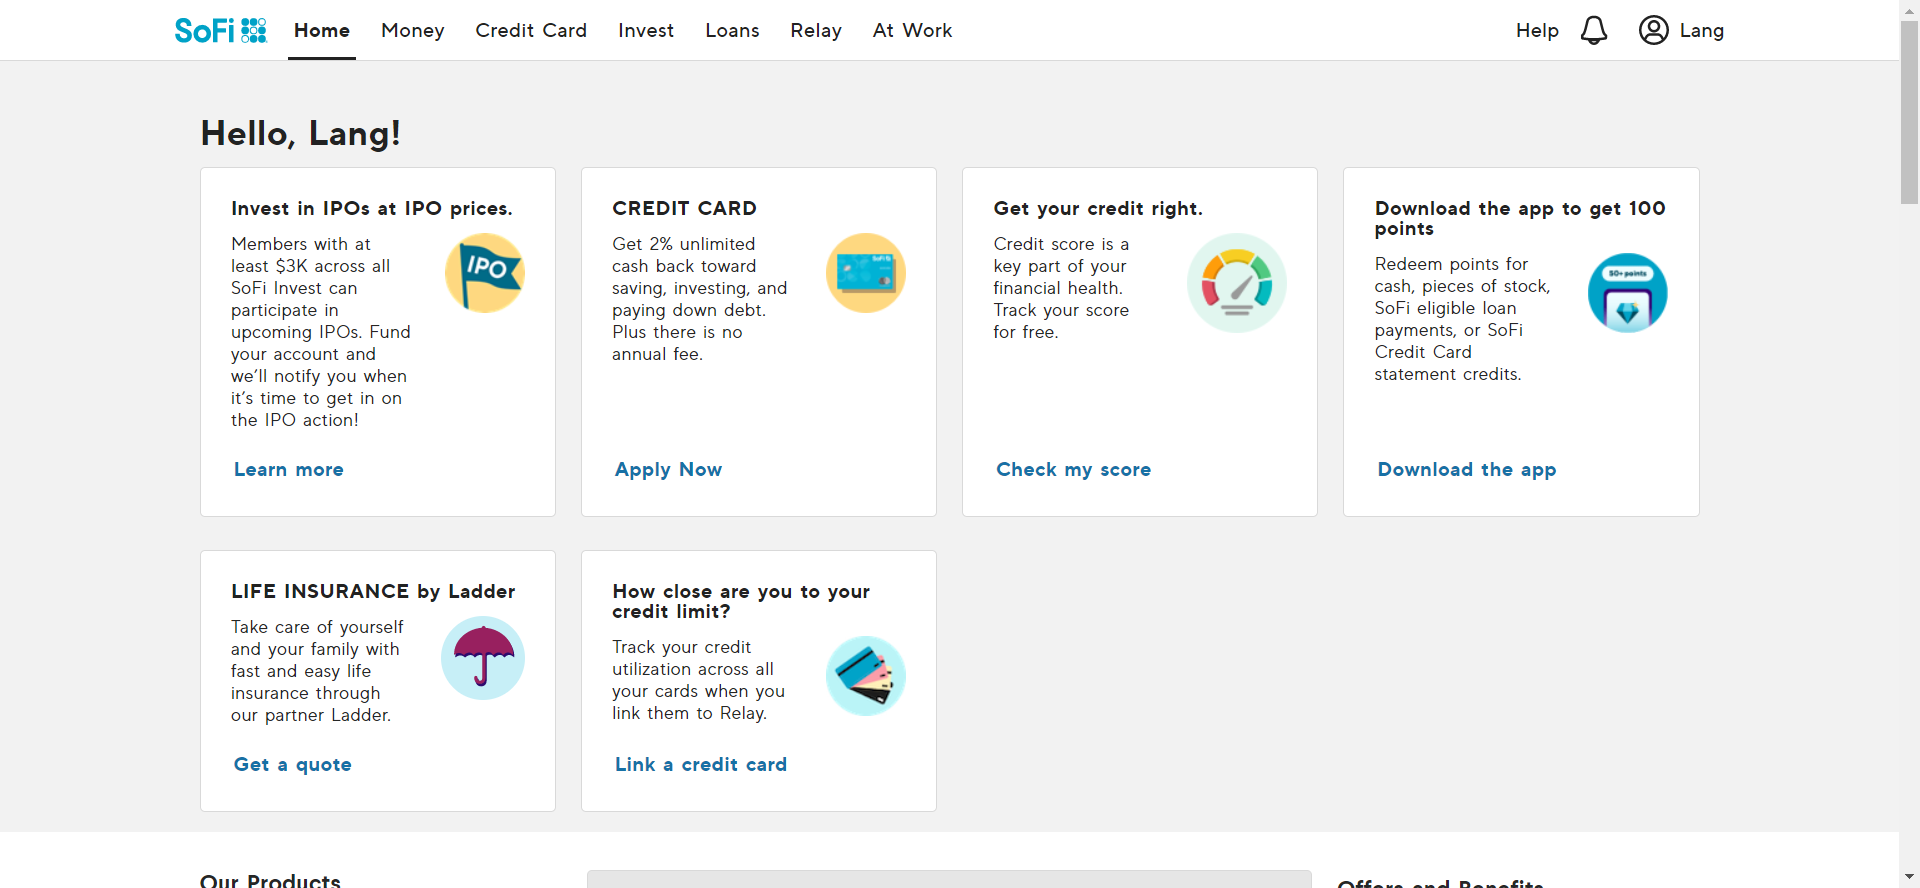 SoFi
Home
Money
Credit Card
Invest
Loans
Relay
At Work
Help
Lang
Hello, Lang!
Invest in IPOs at IPO prices.
Members with at
least $3K across all
SoFi Invest can
participate in
upcoming IPOs. Fund
your account and
we’ll notify you when
it’s time to get in on
the IPO action!
IPO
Learn more
CREDIT CARD
Get 2% unlimited
cash back toward
saving, investing, and
paying down debt.
Plus there is no
annual fee.
SoFi
Apply Now
Get your credit right.
Credit score is a
key part of your
financial health.
Track your score
for free.
Check my score
Download the app to get 100
points
Redeem points for
cash, pieces of stock,
SoFi eligible loan
payments, or SoFi
Credit Card
statement credits.
50+ points
Download the app
LIFE INSURANCE by Ladder
Take care of yourself
and your family with
fast and easy life
insurance through
our partner Ladder.
Get a quote
How close are you to your
credit limit?
Track your credit
utilization across all
your cards when you
link them to Relay.
Link a credit card
Our Products
Offers and Benefits